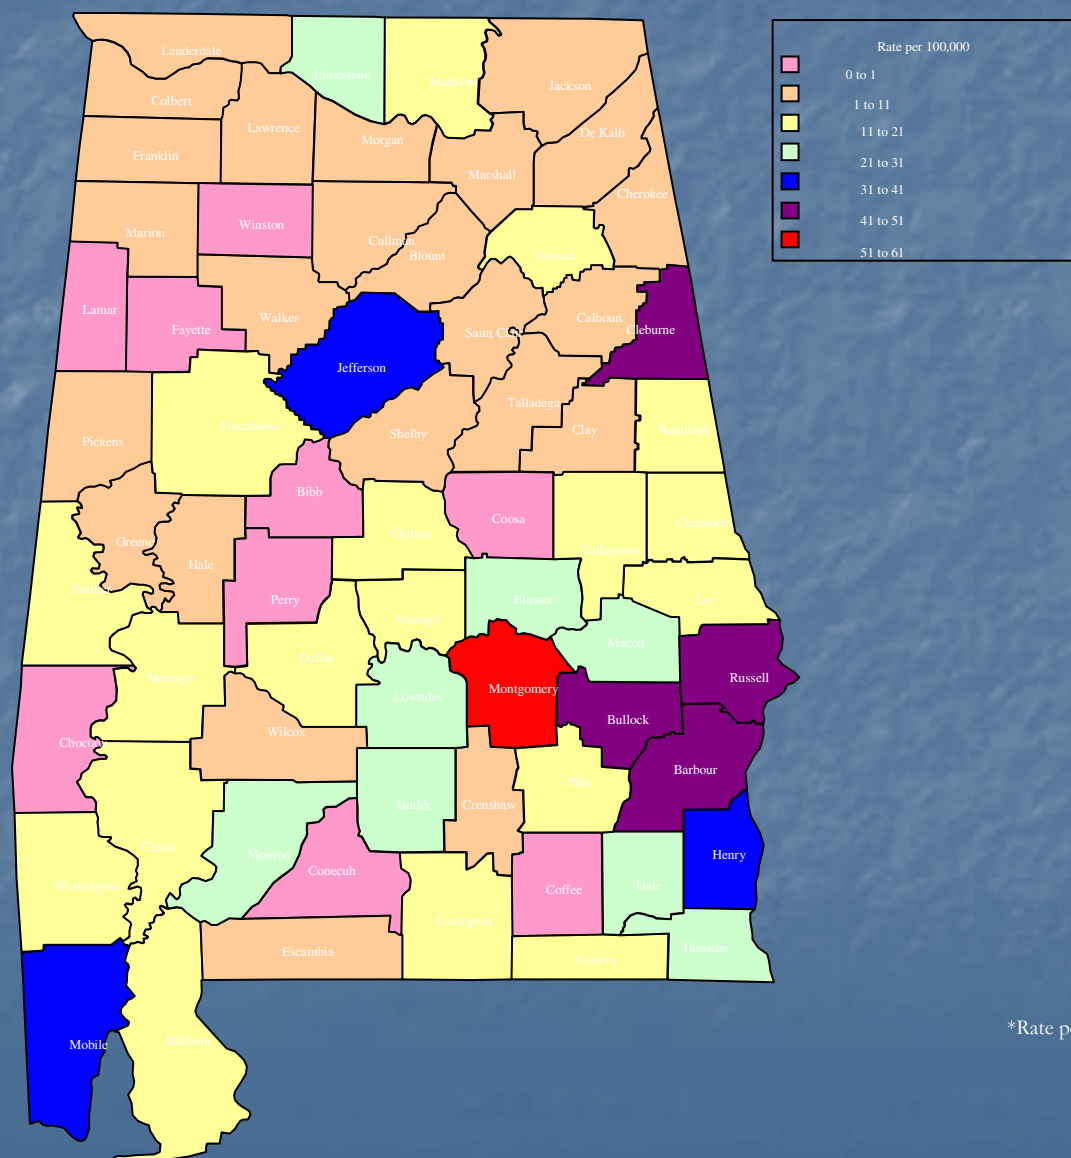 Rate per 100,000
0 to 1
1 to 11
11 to 21
21 to 31
31 to 41
41 to 51
51 to 61
Lauderdale
Limestone
Madison
Jackson
Colbert
Lawrence
Morgan
De Kalb
Franklin
Marshall
Cherokee
Marion
Winston
Cullman
Blount
Etowah
Lamar
Fayette
Walker
Saint Clair
Calhoun
Cleburne
Jefferson
Talladega
Clay
Randolph
Pickens
Tuscaloosa
Shelby
Bibb
Coosa
Chambers
Greene
Hale
Chilton
Tallapoosa
Sumter
Perry
Autauga
Elmore
Lee
Macon
Dallas
Marengo
Lowndes
Montgomery
Russell
Bullock
Choctaw
Wilcox
Barbour
Pike
Butler
Crenshaw
Clarke
Monroe
Conecuh
Henry
Washington
Coffee
Dale
Covington
Escambia
Geneva
Houston
Mobile
Baldwin
*Rate p